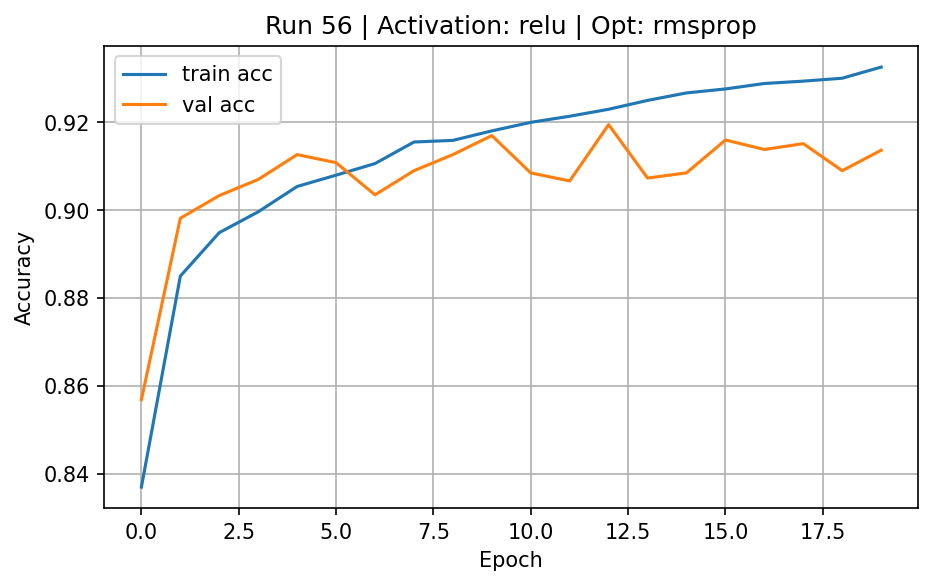 Run 56 | Activation: relu | Opt: rmsprop
train acc
val acc
Accuracy
0.92
0.90
0.88
0.86
0.84
0.0 2.5 5.0 7.5 10.0 12.5 15.0 17.5
Epoch